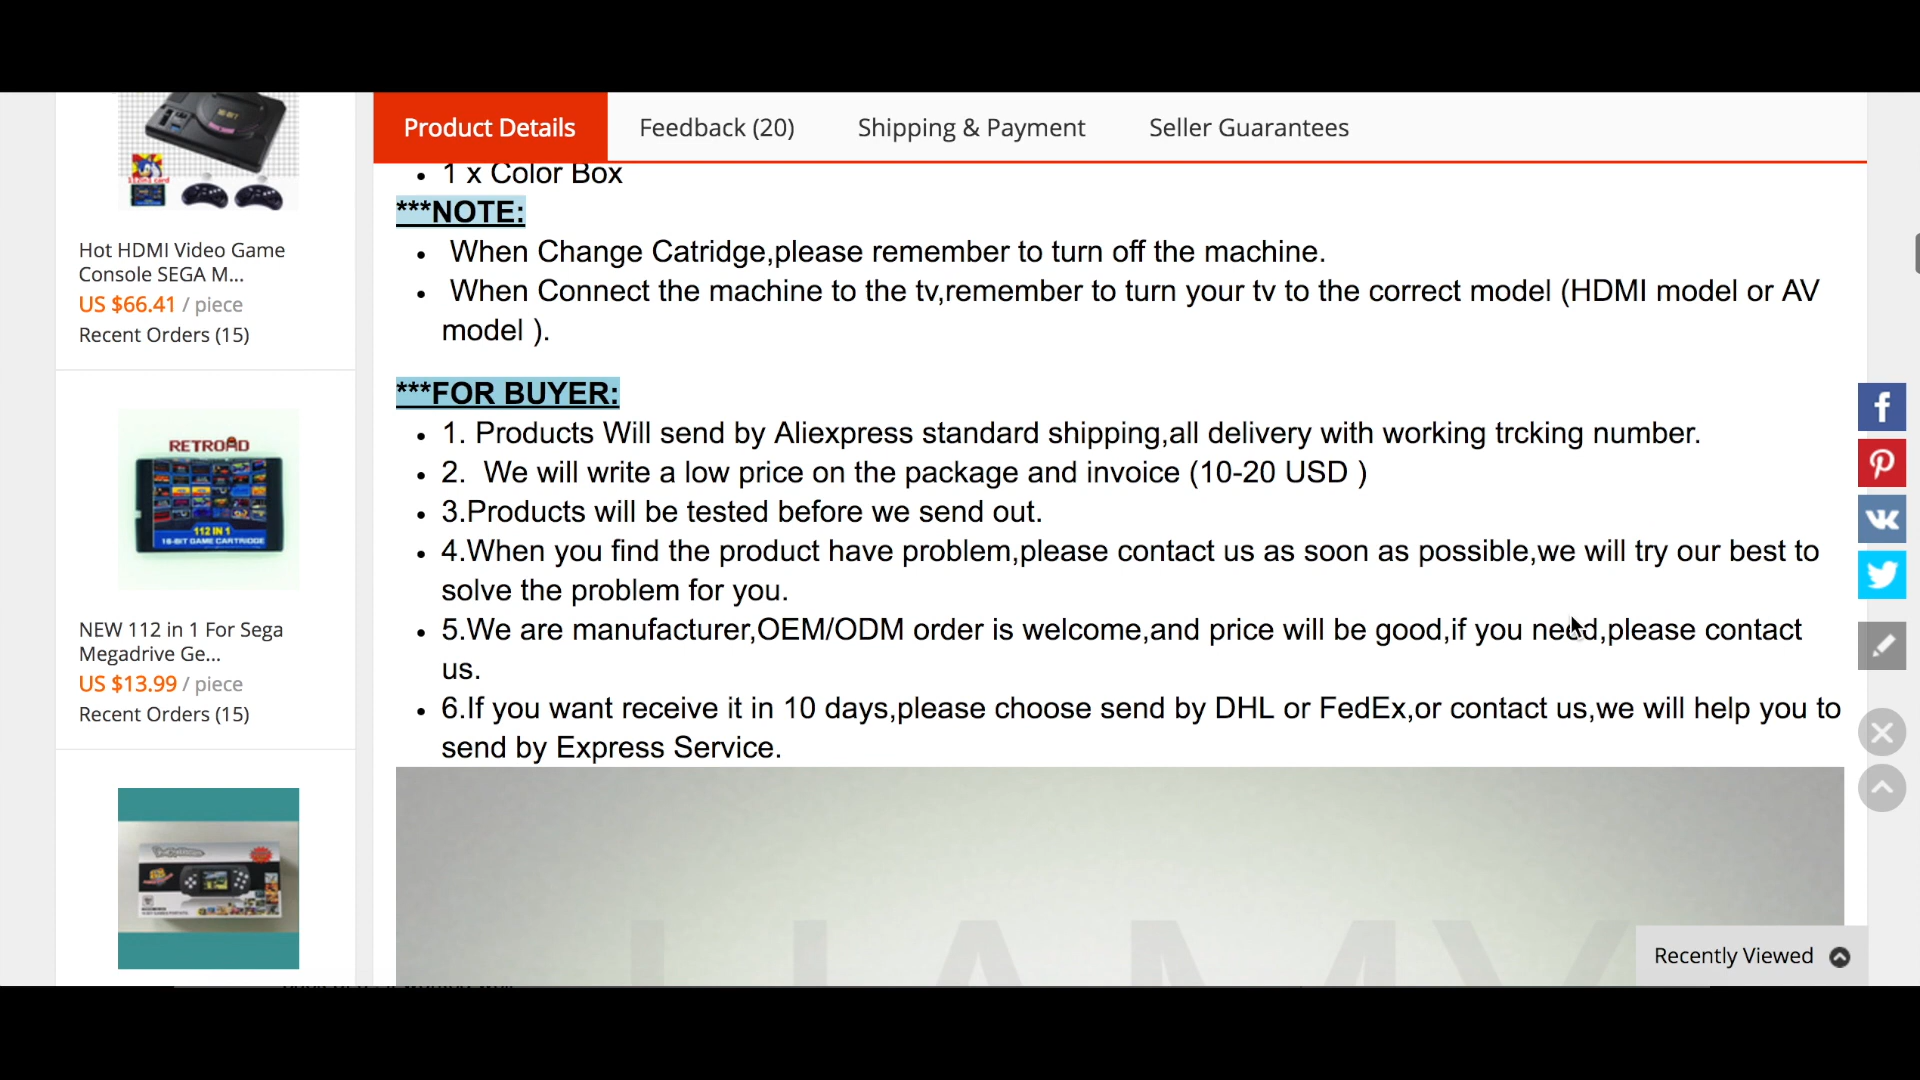 Product Details
Feedback (20)
Shipping & Payment
Seller Guarantees
Hot HDMI Video Game
Console SEGA M...
US $66.41 / piece
Recent Orders (15)
RETROAD
112 IN 1
16-BIT GAME CARTRIDGE
NEW 112 in 1 For Sega
Megadrive Ge...
US $13.99 / piece
Recent Orders (15)
• 1 x Color Box
***NOTE:
• When Change Catridge,please remember to turn off the machine.
• When Connect the machine to the tv,remember to turn your tv to the correct model (HDMI model or AV
model ).
***FOR BUYER:
• 1. Products Will send by Aliexpress standard shipping,all delivery with working trcking number.
• 2. We will write a low price on the package and invoice (10-20 USD )
• 3.Products will be tested before we send out.
• 4.When you find the product have problem,please contact us as soon as possible,we will try our best to
solve the problem for you.
• 5.We are manufacturer,OEM/ODM order is welcome,and price will be good,if you need,please contact
us.
• 6.If you want receive it in 10 days,please choose send by DHL or FedEx,or contact us,we will help you to
send by Express Service.
Recently Viewed